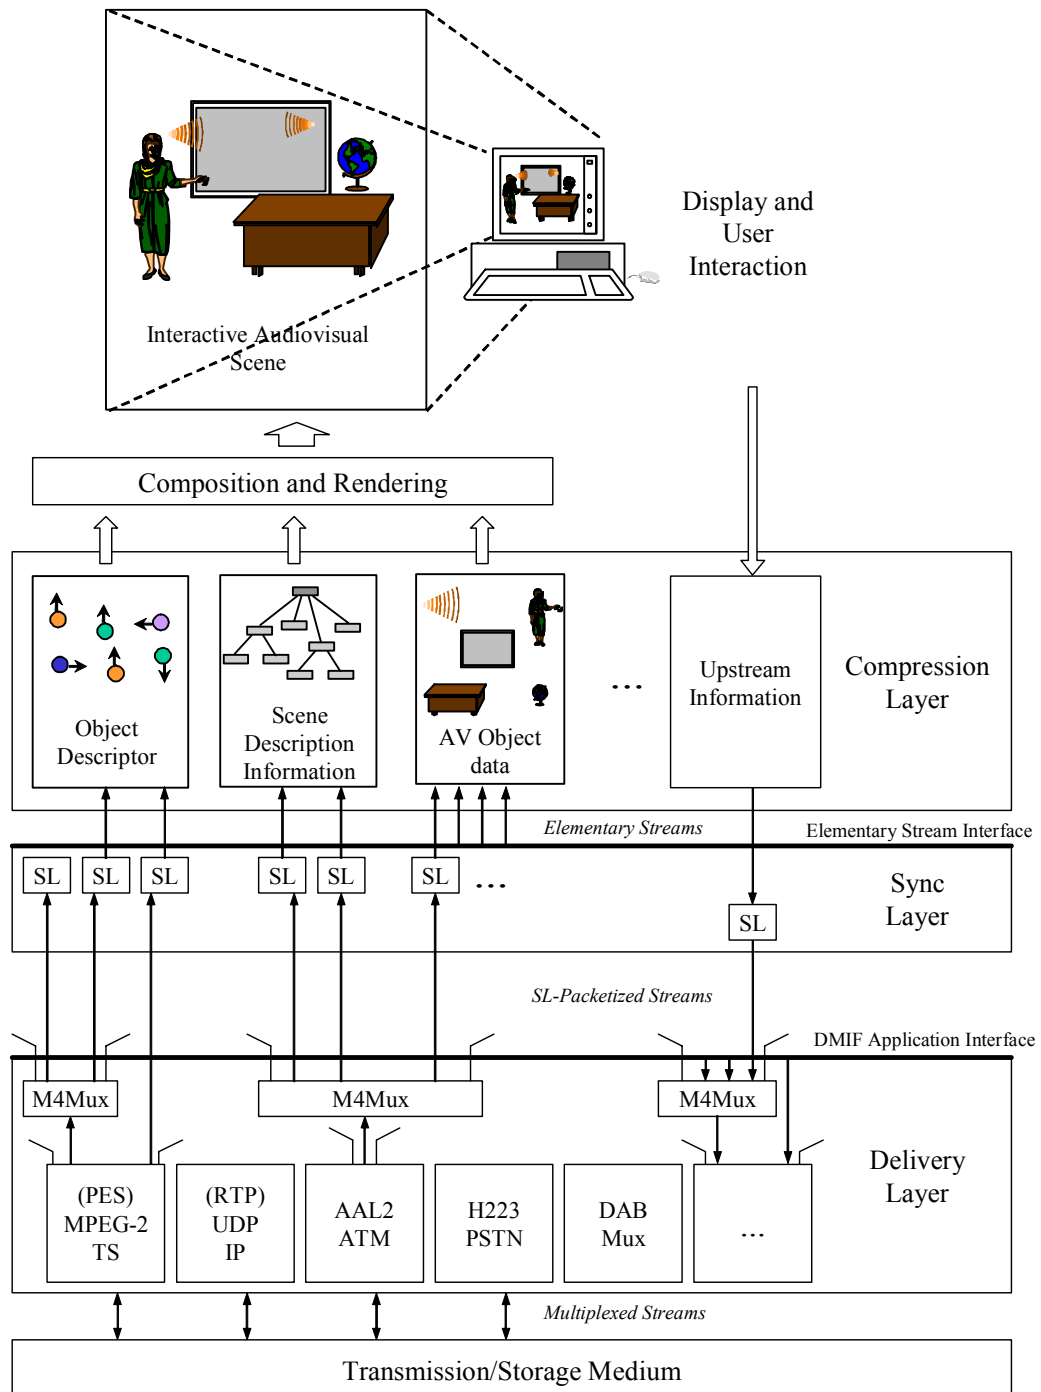 Display and
User
Interaction
Interactive Audiovisual
Scene
Composition and Rendering
Object
Descriptor
Scene
Description
Information
AV Object
data
...
Upstream
Information
Compression
Layer
Elementary Streams
Elementary Stream Interface
SL
SL
SL
SL
SL
SL
...
SL
Sync
Layer
SL-Packetized Streams
DMIF Application Interface
M4Mux
M4Mux
M4Mux
(PES)
MPEG-2
TS
(RTP)
UDP
IP
AAL2
ATM
H223
PSTN
DAB
Mux
...
Delivery
Layer
Multiplexed Streams
Transmission/Storage Medium